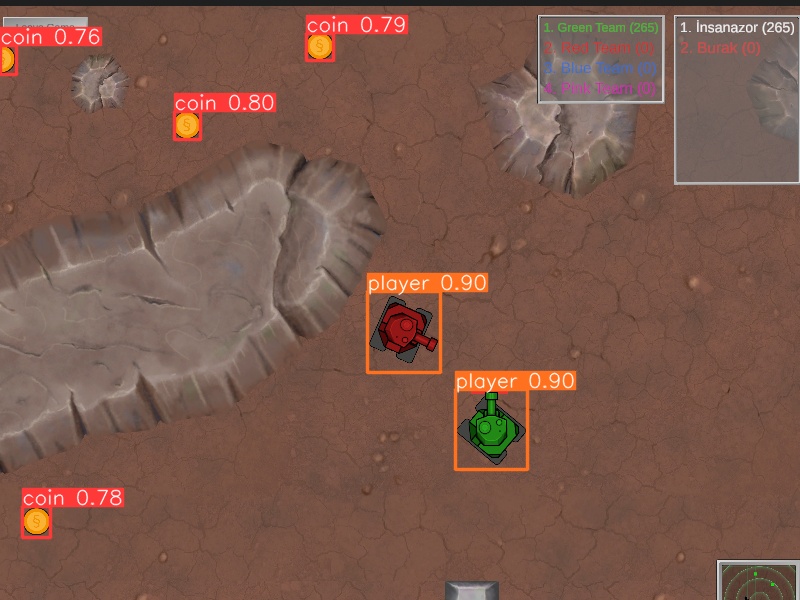 coin 0.76
coin 0.79
coin 0.80
1. Green Team (265)
2. Red Team (0)
3. Blue Team (0)
4. Pink Team (0)
1. İnsanazor (265)
2. Burak (0)
player 0.90
player 0.90
coin 0.78